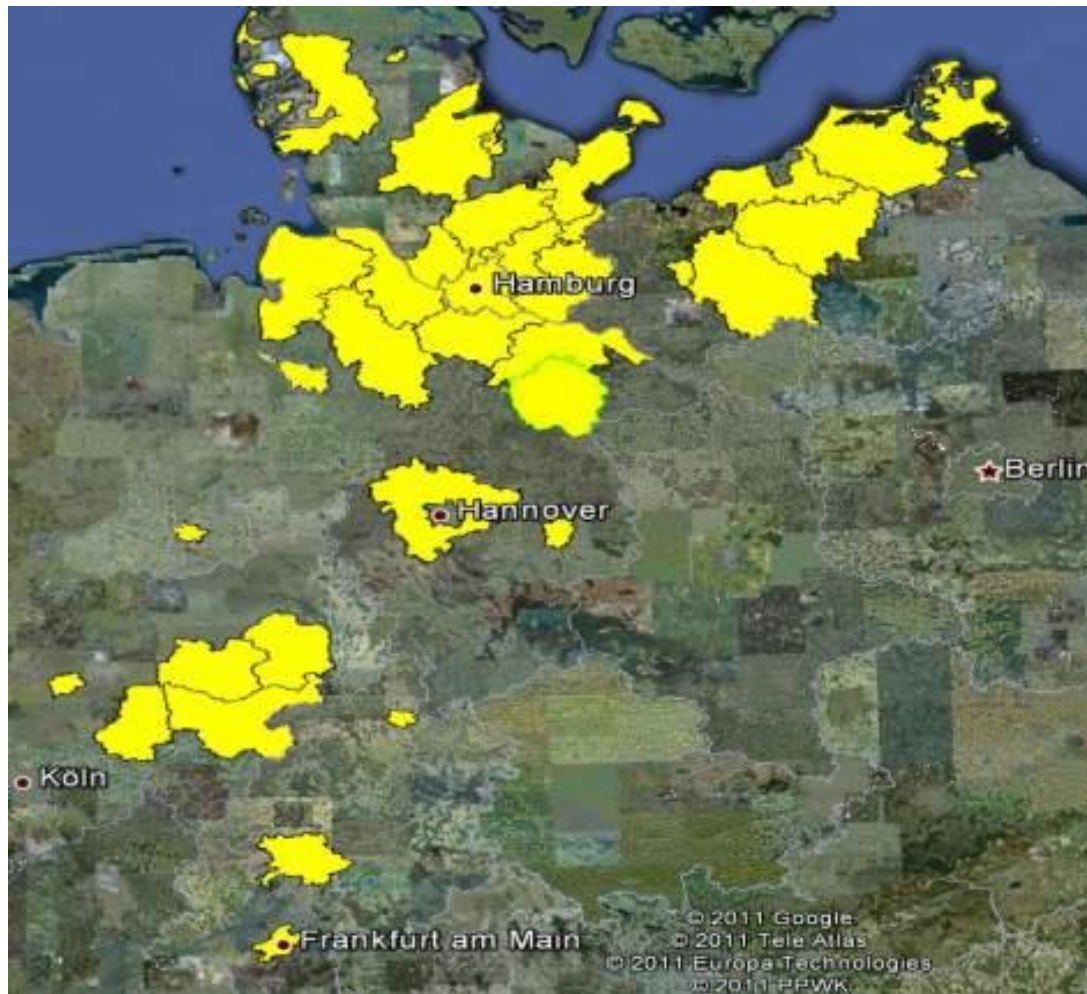 Hamburg
Berlin
Hannover
Köln
Frankfurt am Main
© 2011 Google
© 2011 Tele Atlas
© 2011 Europa Technologies
© 2011 PPWK